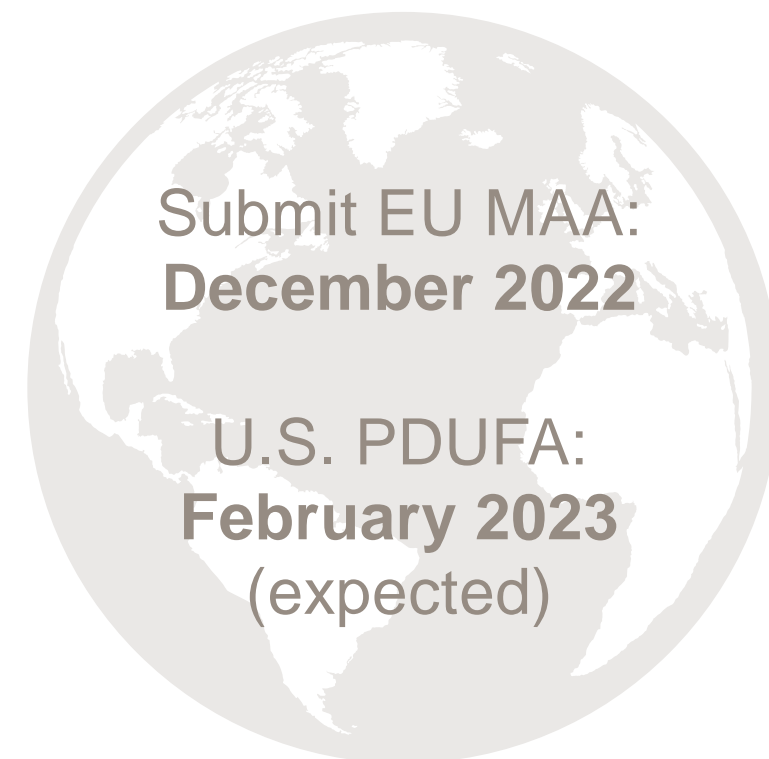 Submit EU MAA:
December 2022
U.S. PDUFA:
February 2023
(expected)